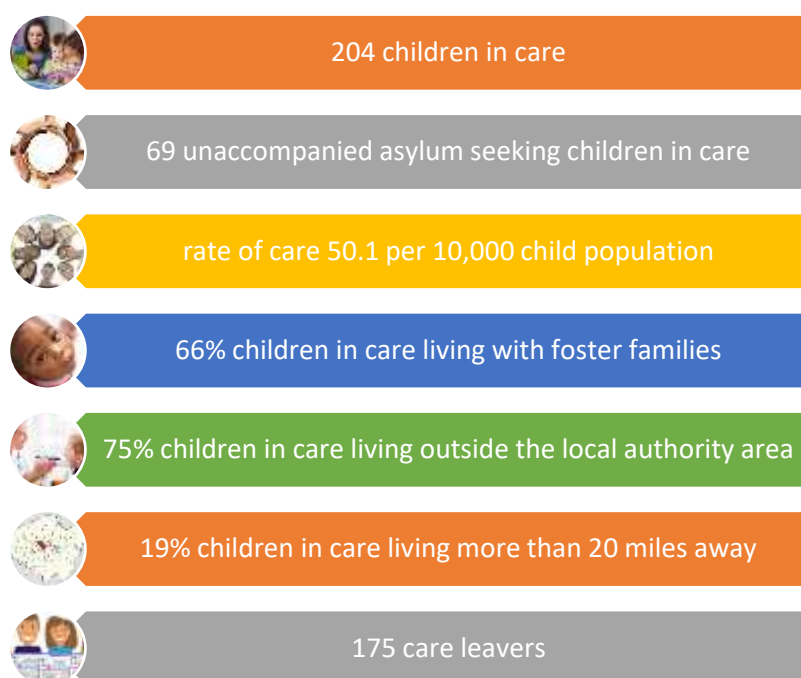 204 children in care
69 unaccompanied asylum seeking children in care
rate of care 50.1 per 10,000 child population
66% children in care living with foster families
75% children in care living outside the local authority area
19% children in care living more than 20 miles away
175 care leavers